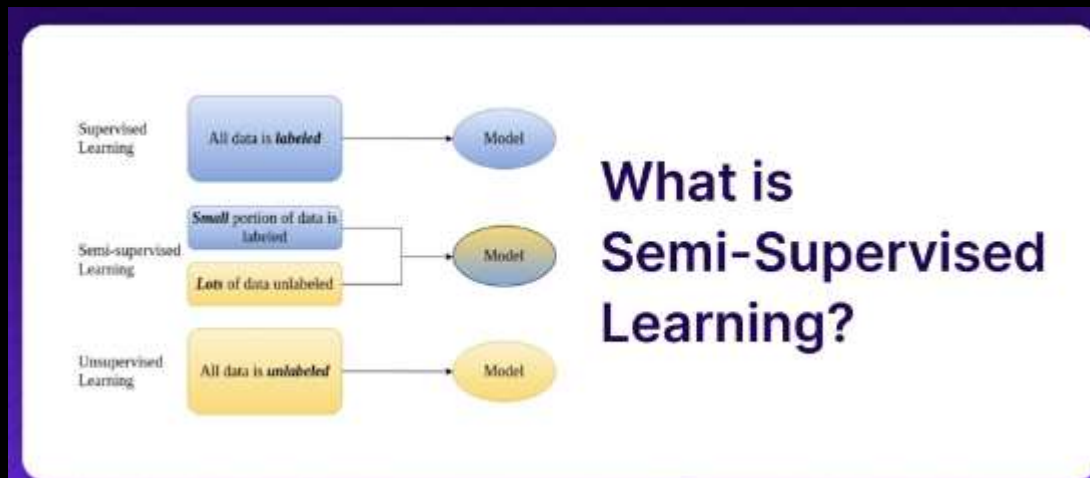 Supervised
Learning
All data is labeled
Model
Semi-supervised
Learning
Small portion of data is
labeled
Lots of data unlabeled
Model
Unsupervised
Learning
All data is unlabeled
Model
What is
Semi-Supervised
Learning?